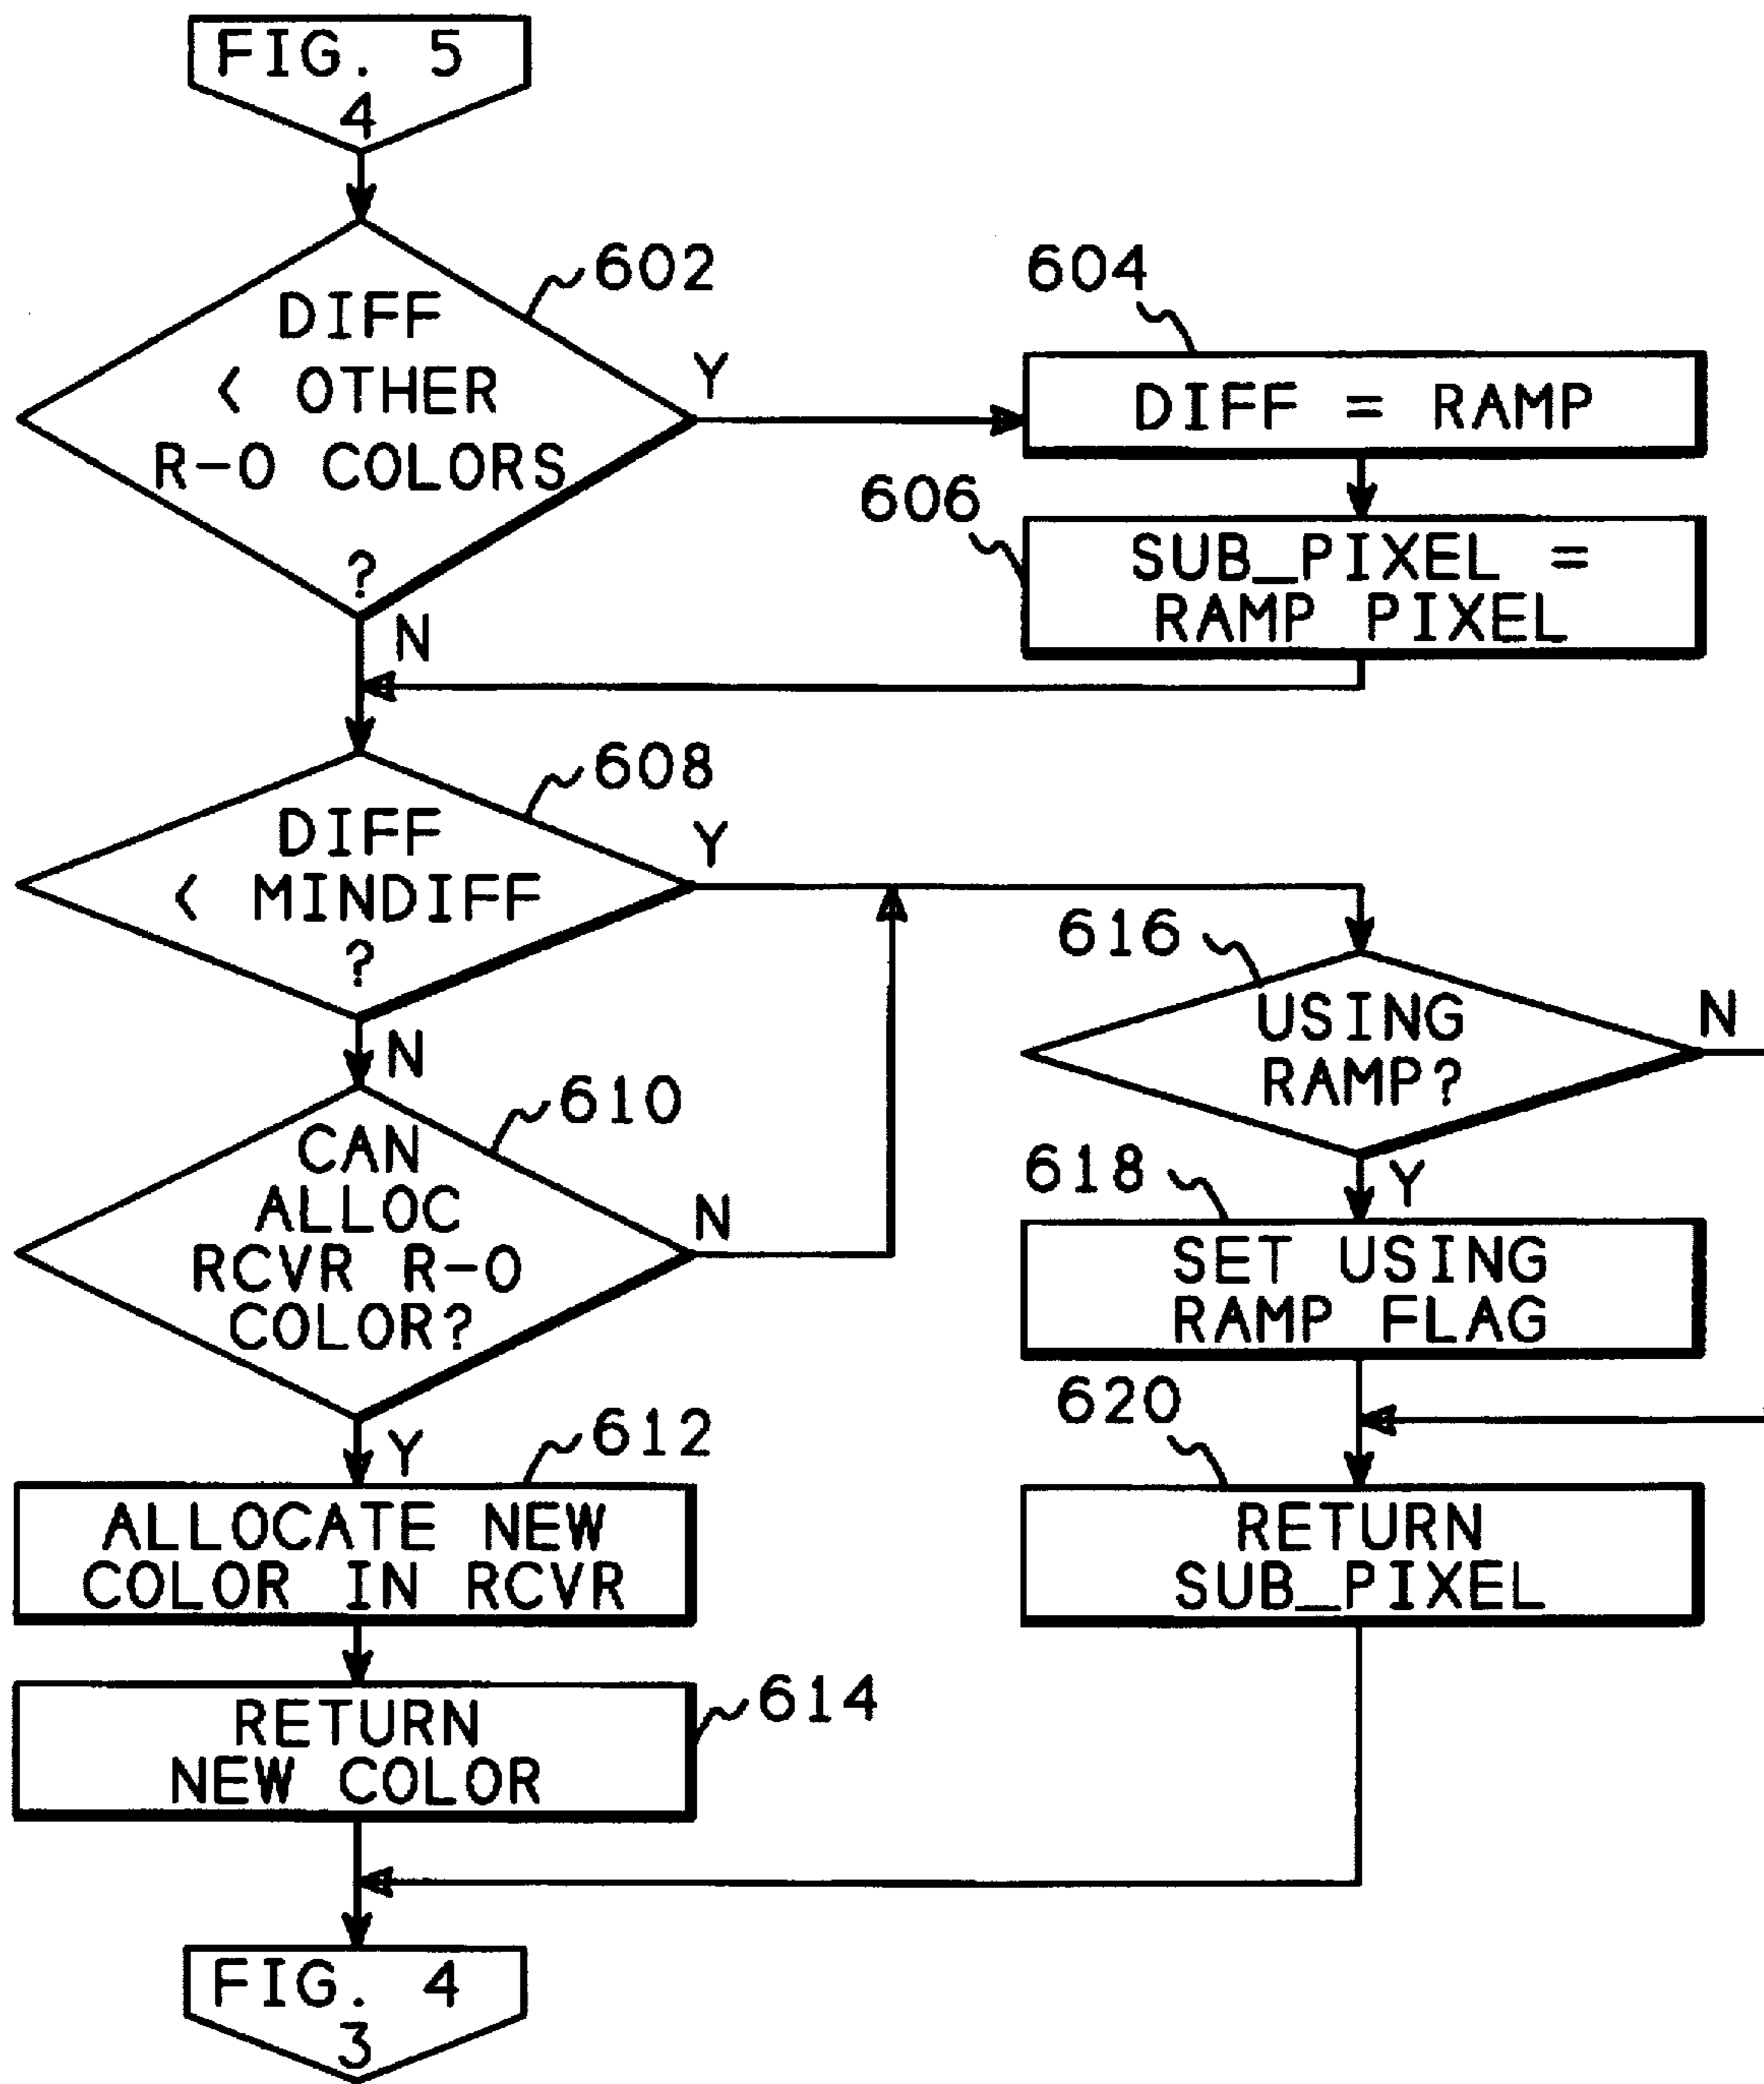 FIG. 5
4
602
DIFF
< OTHER
R-O COLORS
?
Y
N
604
DIFF = RAMP
606
SUB_PIXEL =
RAMP PIXEL
608
DIFF
< MINDIFF
?
Y
N
610
CAN
ALLOC
RCVR R-O
COLOR?
N
Y
612
ALLOCATE NEW
COLOR IN RCVR
614
RETURN
NEW COLOR
616
USING
RAMP?
N
Y
618
SET USING
RAMP FLAG
620
RETURN
SUB_PIXEL
FIG. 4
3